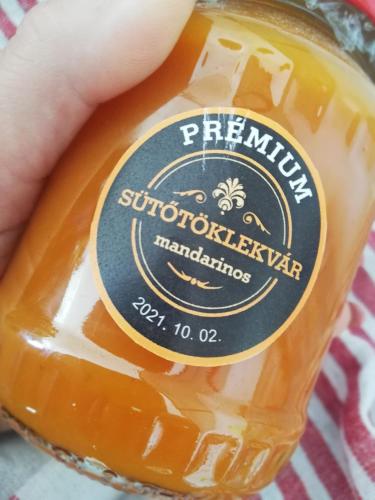 PRÉMIUM
SÜTŐTÖKLEKVÁR
mandarinos
2021. 10. 02.